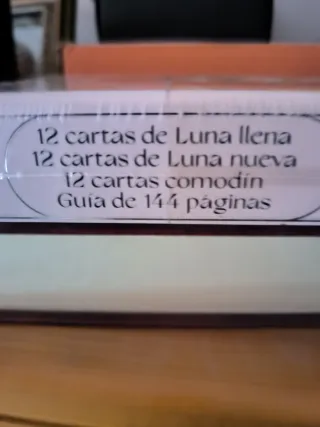 12 cartas de Luna llena
12 cartas de Luna nueva
12 cartas comodín
Guía de 144 páginas